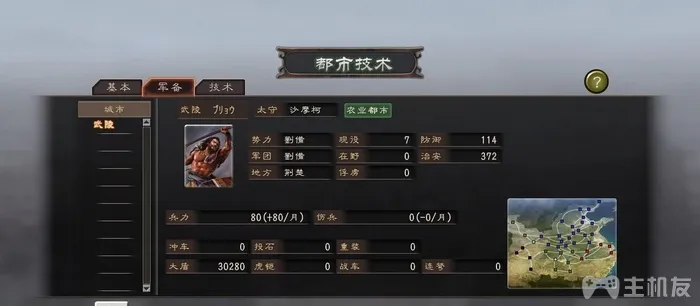 都市技术
?
基本 军备 技术
城市
武陵
武陵 ブリョウ 太守 沙摩柯 农业都市
势力 劉備 现役 7 防御 114
军团 劉備 在野 0 治安 372
地方 荆楚 俘虏 0
兵力 80(+80/月) 伤兵 0(-0/月)
冲车 0 投石 0 重装 0
大盾 30280 虎钯 0 战车 0 连弩 0
主机友